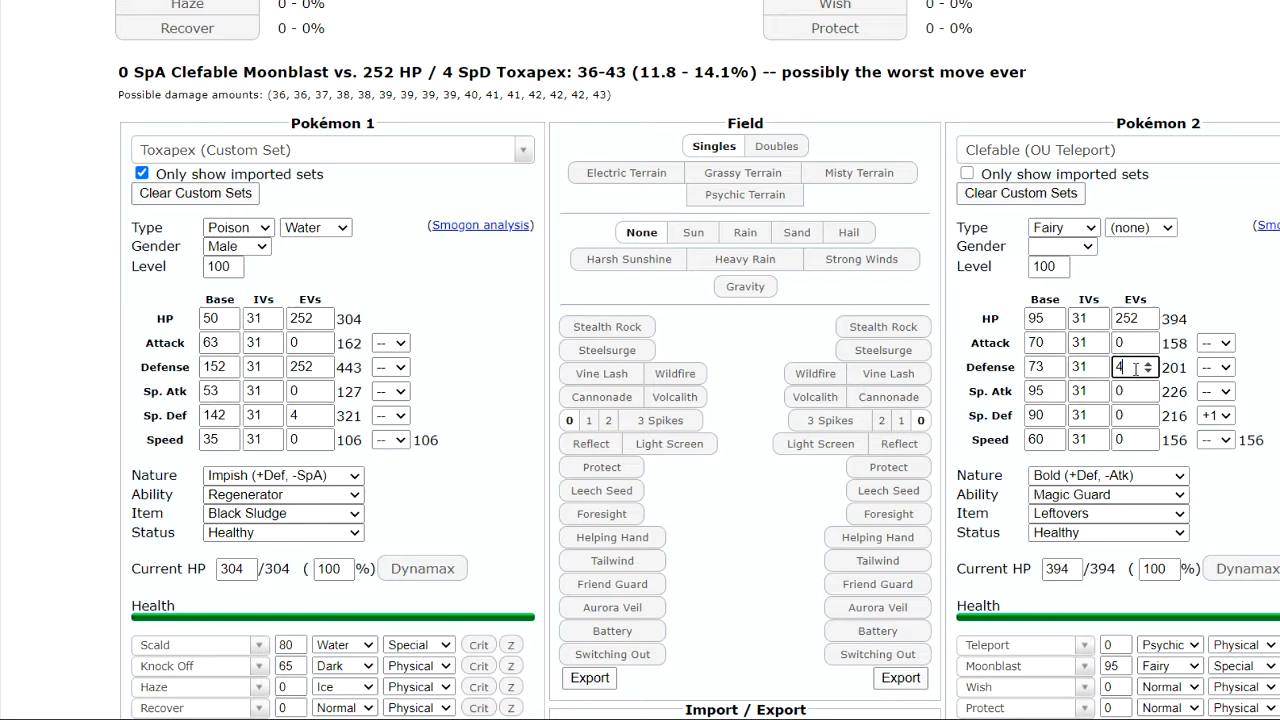 Haze 0 - 0% Wish 0 - 0%
Recover 0 - 0% Protect 0 - 0%
0 SpA Clefable Moonblast vs. 252 HP / 4 SpD Toxapex: 36-43 (11.8 - 14.1%) -- possibly the worst move ever
Possible damage amounts: (36, 36, 37, 38, 38, 39, 39, 39, 39, 40, 41, 41, 42, 42, 42, 43)
Pokémon 1 Field Pokémon 2
Toxapex (Custom Set) Singles Doubles Clefable (OU Teleport)
Only show imported sets Electric Terrain Grassy Terrain Misty Terrain Only show imported sets
Clear Custom Sets Psychic Terrain Clear Custom Sets
Type Poison Water (Smogon analysis) None Sun Rain Sand Hail Type Fairy (none) (Smo
Gender Male Gender
Level 100 Harsh Sunshine Heavy Rain Strong Winds Level 100
Gravity
Base IVs EVs Base IVs EVs
HP 50 31 252 304 Stealth Rock Stealth Rock HP 95 31 252 394
Attack 63 31 0 162 -- Steelsurge Steelsurge Attack 70 31 0 158 --
Defense 152 31 252 443 -- Vine Lash Wildfire Wildfire Vine Lash Defense 73 31 4 201 --
Sp. Atk 53 31 0 127 -- Cannonade Volcalith Volcalith Cannonade Sp. Atk 95 31 0 226 --
Sp. Def 142 31 4 321 -- 0 1 2 3 Spikes 3 Spikes 2 1 0 Sp. Def 90 31 0 216 +1
Speed 35 31 0 106 -- 106 Reflect Light Screen Light Screen Reflect Speed 60 31 0 156 -- 156
Protect Protect
Nature Impish (+Def, -SpA) Leech Seed Leech Seed Nature Bold (+Def, -Atk)
Ability Regenerator Foresight Foresight Ability Magic Guard
Item Black Sludge Helping Hand Helping Hand Item Leftovers
Status Healthy Tailwind Tailwind Status Healthy
Current HP 304 /304 ( 100 %) Dynamax Friend Guard Friend Guard Current HP 394 /394 ( 100 %) Dynamax
Health Aurora Veil Aurora Veil Health
Battery Battery
Scald 80 Water Special Crit Z Switching Out Switching Out Teleport 0 Psychic Physical
Knock Off 65 Dark Physical Crit Z Export Export Moonblast 95 Fairy Special
Haze 0 Ice Physical Crit Z Wish 0 Normal Physical
Recover 0 Normal Physical Crit Z Import / Export Protect 0 Normal Physical